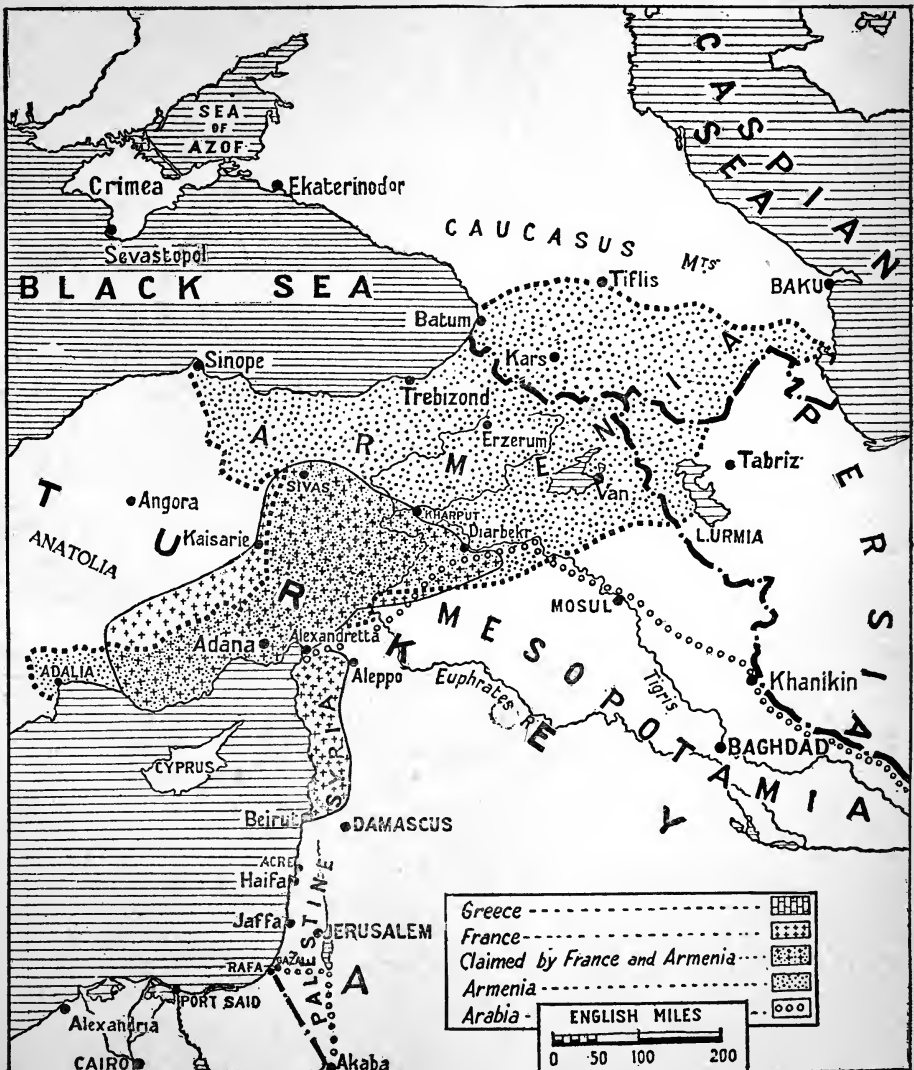 CASPIAN
SEA
SEA
OF
AZOF
Crimea
Ekaterinodor
Sevastopol
CAUCASUS MTS
BLACK SEA
Tiflis
BAKU
Batum
Kars
Sinope
Trebizond
ARMENIA
Erzerum
PERSIA
Tabriz
Van
SIVAS
Angora
KHARPUT
L.URMIA
Diarbekr
Kaisarie
ANATOLIA
TURKEY
MOSUL
MESOPOTAMIA
Adana
Alexandretta
Aleppo
ADALIA
Euphrates R
Tigris
Khanikin
SYRIA
BAGHDAD
CYPRUS
Beirut
DAMASCUS
ACRE
Haifa
Jaffa
JERUSALEM
PALESTINE
GAZA
RAFA
A
PORT SAID
Alexandria
CAIRO
Akaba
Greece
France
Claimed by France and Armenia
Armenia
Arabia
ENGLISH MILES
0 50 100 200